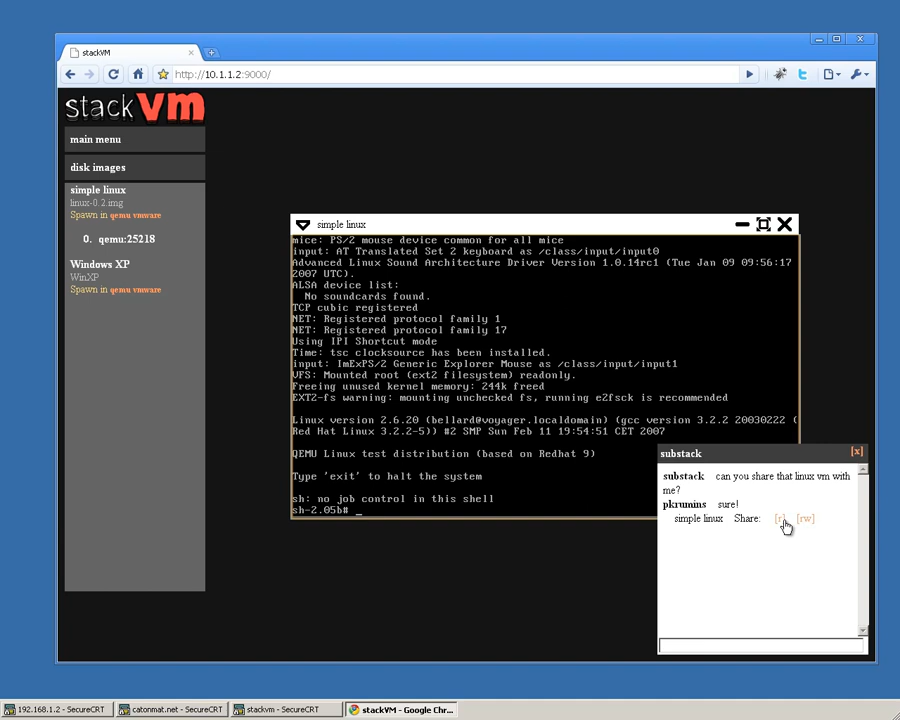 stackVM
http://10.1.1.2:9000/
stackVM
main menu
disk images
simple linux
linux-0.2.img
Spawn in qemu vmware
0. qemu:25218
Windows XP
WinXP
Spawn in qemu vmware
simple linux
mice: PS/2 mouse device common for all mice
input: AT Translated Set 2 keyboard as /class/input/input0
Advanced Linux Sound Architecture Driver Version 1.0.14rc1 (Tue Jan 09 09:56:17
2007 UTC).
ALSA device list:
No soundcards found.
TCP cubic registered
NET: Registered protocol family 1
NET: Registered protocol family 17
Using IPI Shortcut mode
Time: tsc clocksource has been installed.
input: ImExPS/2 Generic Explorer Mouse as /class/input/input1
VFS: Mounted root (ext2 filesystem) readonly.
Freeing unused kernel memory: 244k freed
EXT2-fs warning: mounting unchecked fs, running e2fsck is recommended
Linux version 2.6.20 (bellard@voyager.localdomain) (gcc version 3.2.2 20030222 (
Red Hat Linux 3.2.2-5)) #2 SMP Sun Feb 11 19:54:51 CET 2007
QEMU Linux test distribution (based on Redhat 9)
Type 'exit' to halt the system
sh: no job control in this shell
sh-2.05b# _
substack [x]
substack can you share that linux vm with
me?
pkrumins sure!
simple linux Share: [r] [rw]
192.168.1.2 - SecureCRT
catonmat.net - SecureCRT
stackvm - SecureCRT
stackVM - Google Chr...